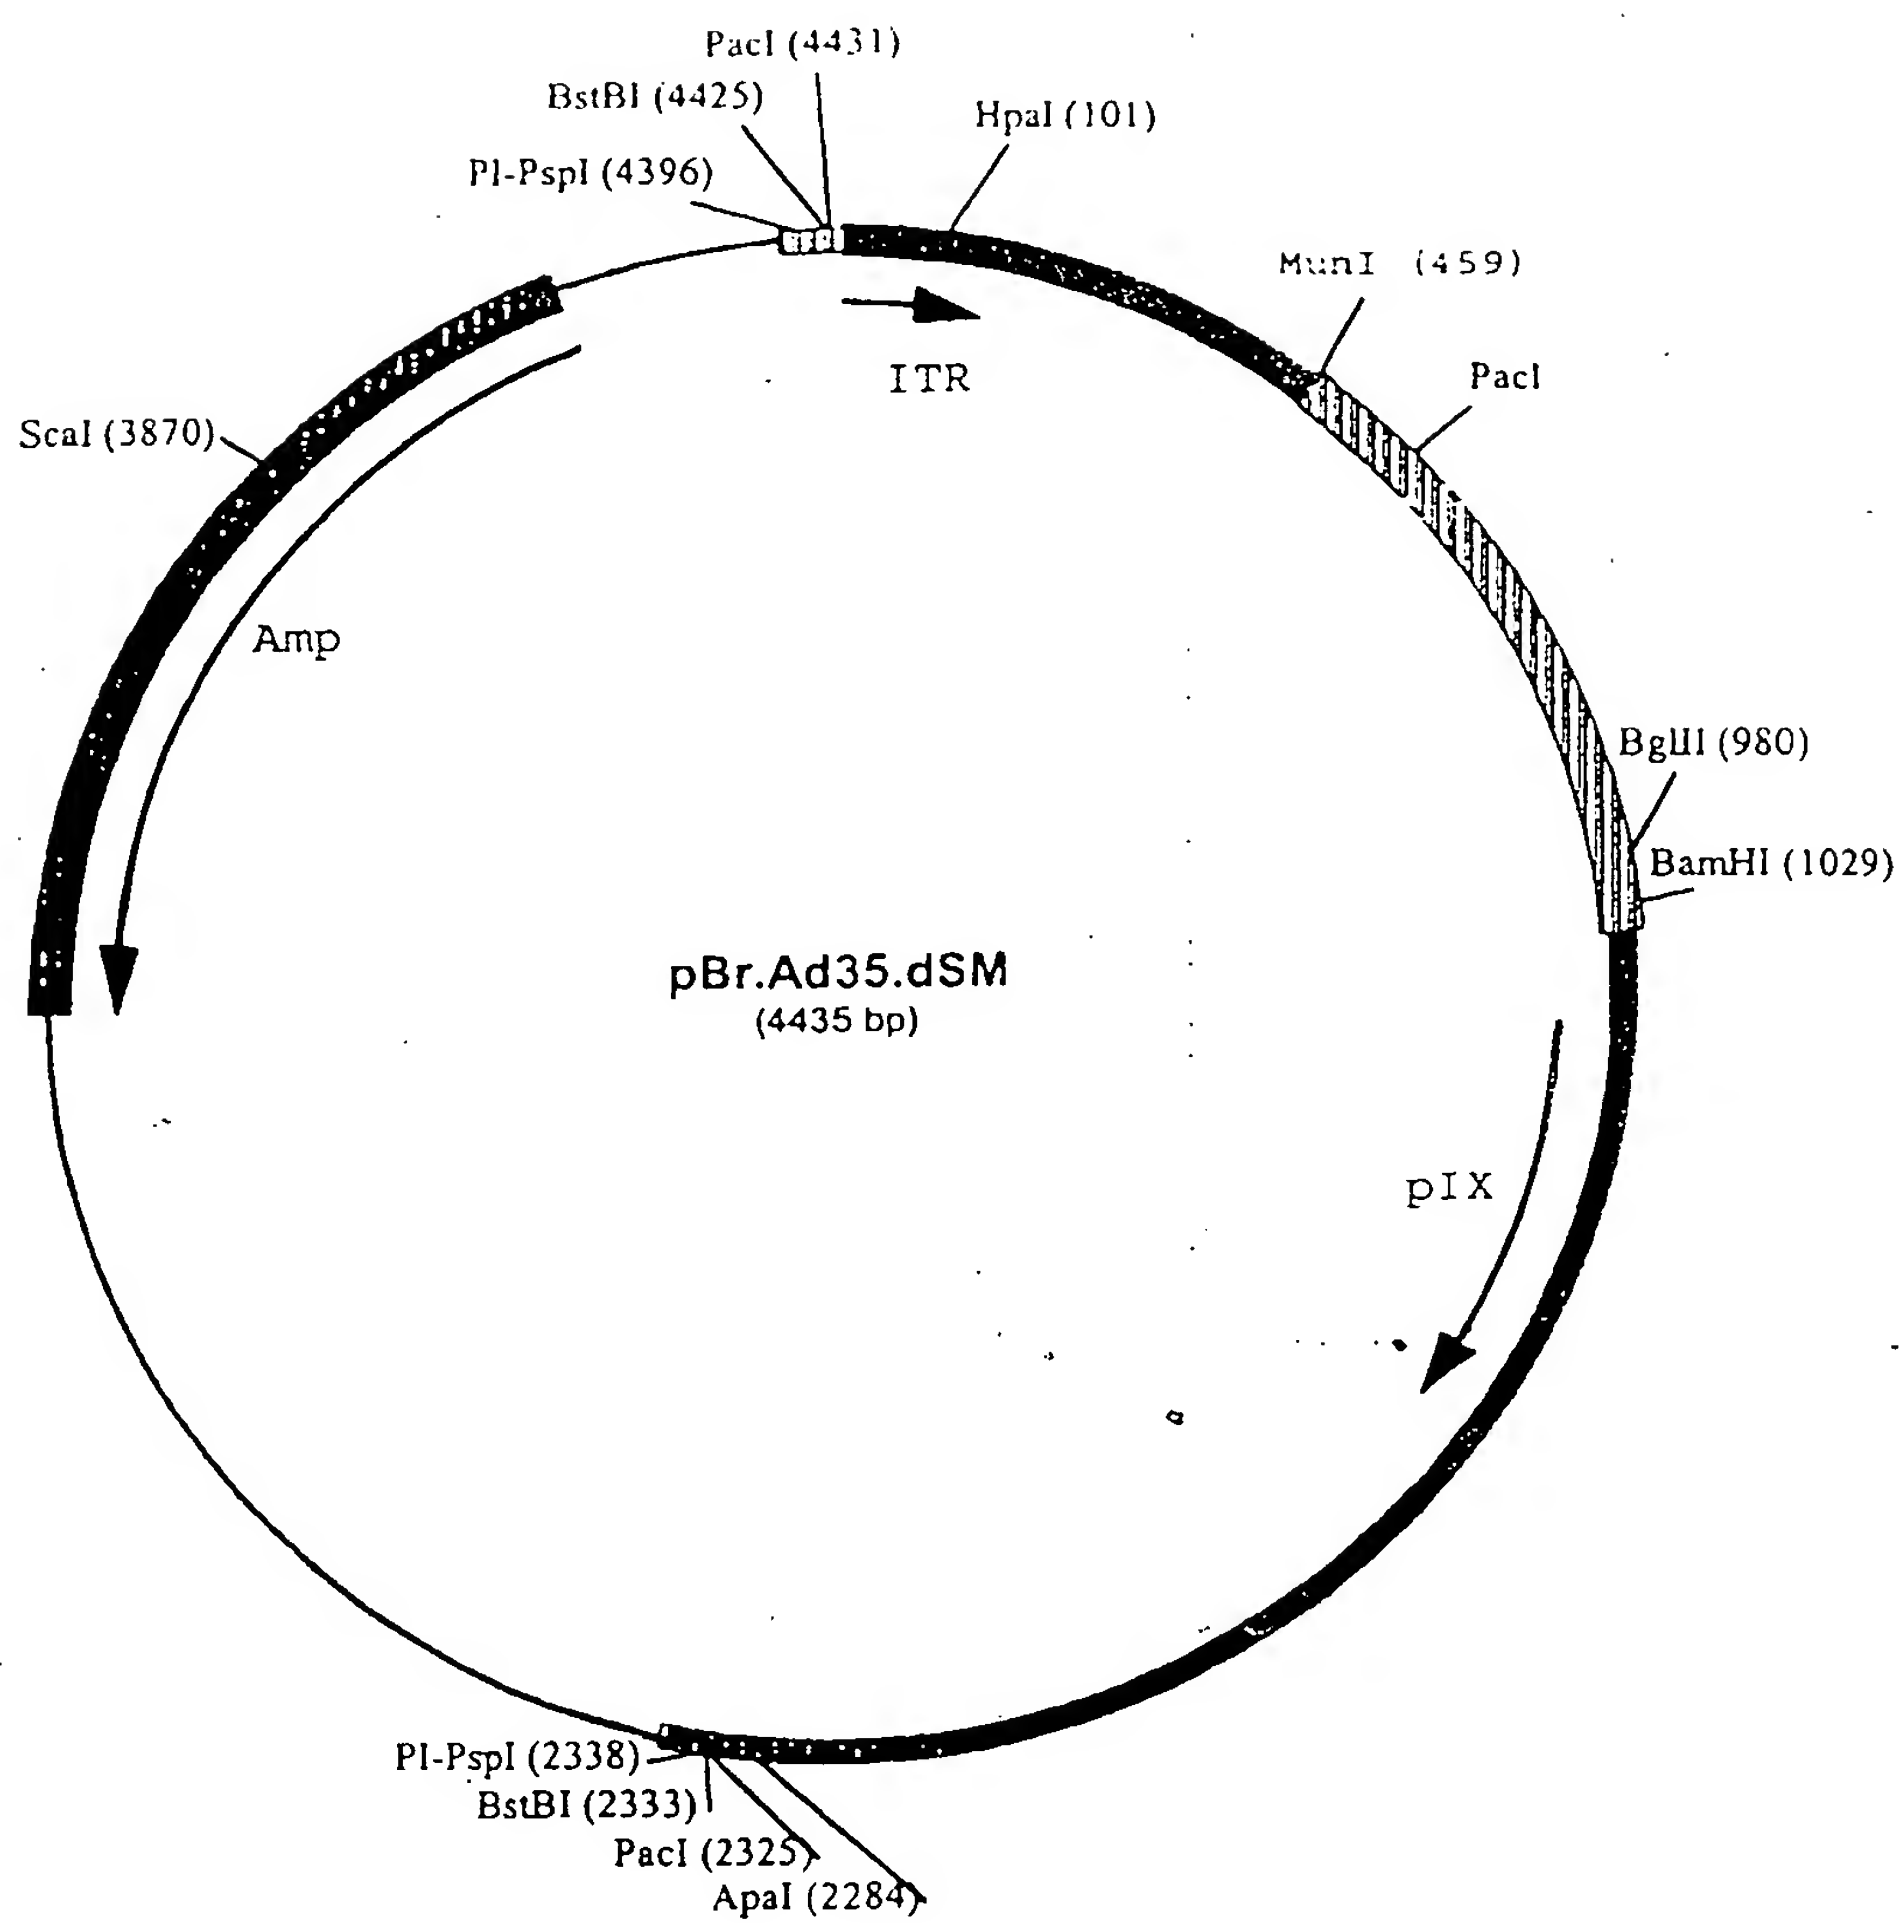 PacI (4431)
BstBI (4425)
HpaI (101)
PI-PspI (4396)
MunI (459)
ITR
PacI
ScaI (3870)
Amp
BglII (980)
BamHI (1029)
pBr.Ad35.dSM
(4435 bp)
pIX
PI-PspI (2338)
BstBI (2333)
PacI (2325)
ApaI (2284)